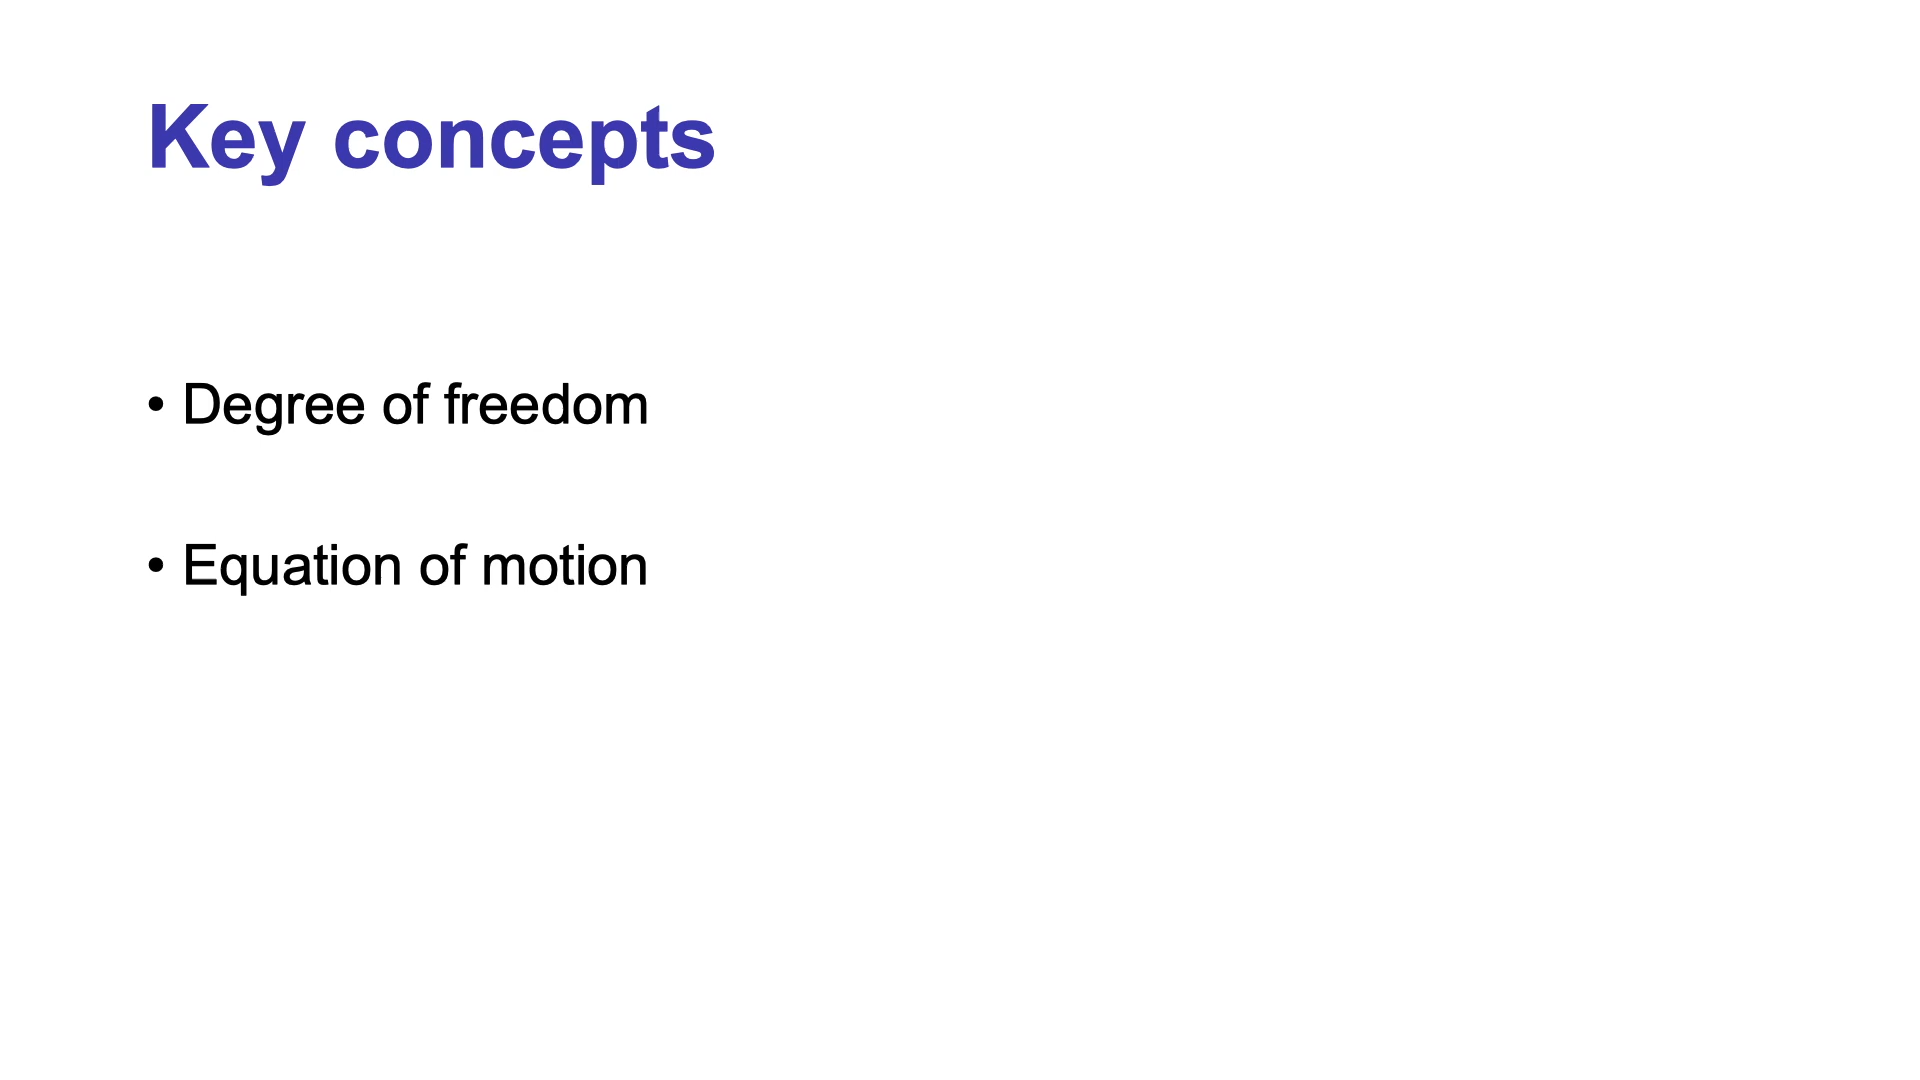 Key concepts
• Degree of freedom
• Equation of motion